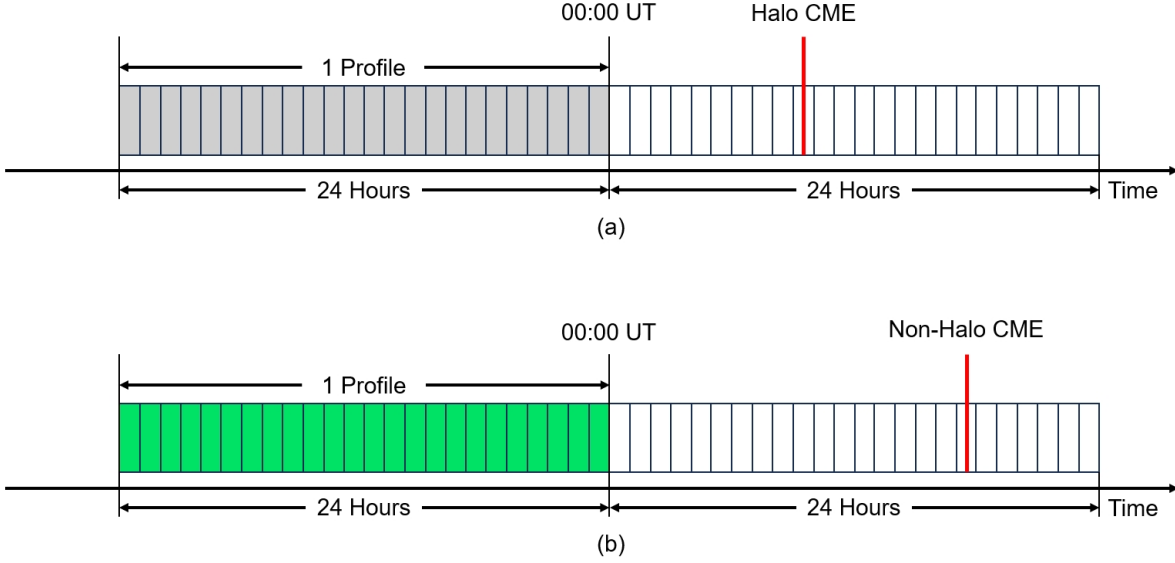 00:00 UT
Halo CME
1 Profile
24 Hours
24 Hours
Time
(a)
00:00 UT
Non-Halo CME
1 Profile
24 Hours
24 Hours
Time
(b)